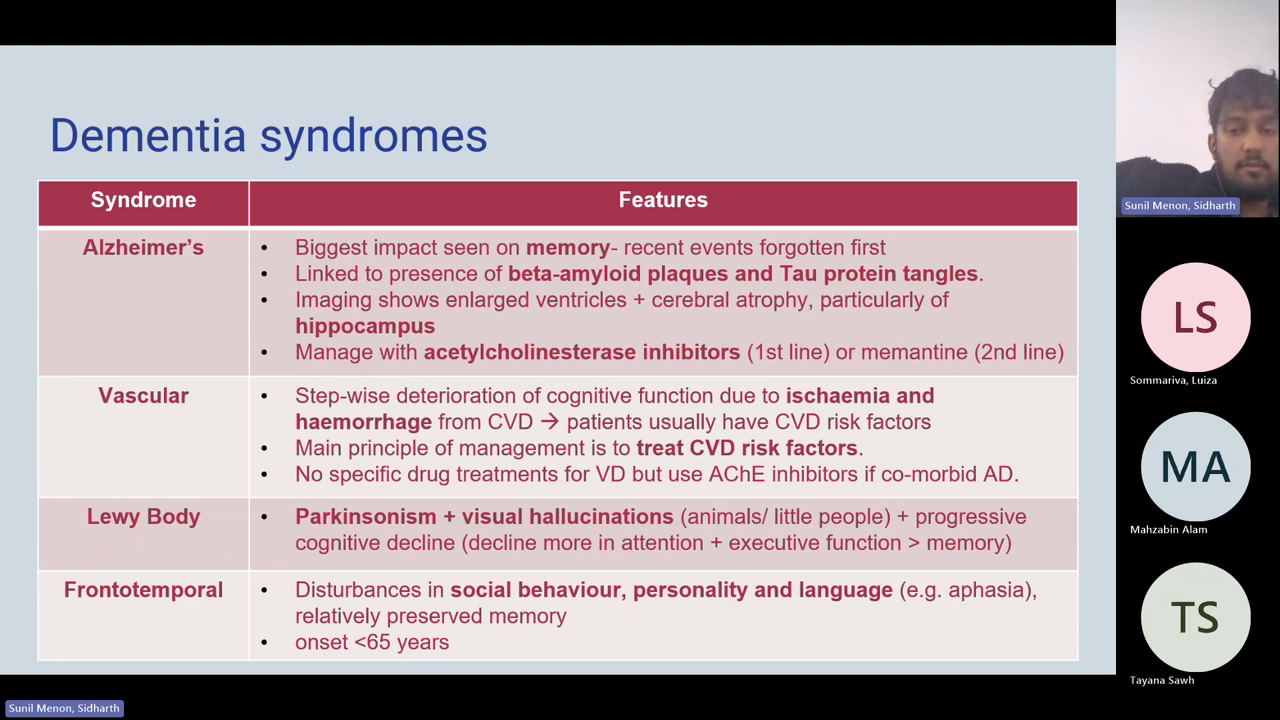 Dementia syndromes
Syndrome
Features
Alzheimer's
• Biggest impact seen on memory- recent events forgotten first
• Linked to presence of beta-amyloid plaques and Tau protein tangles.
• Imaging shows enlarged ventricles + cerebral atrophy, particularly of
hippocampus
• Manage with acetylcholinesterase inhibitors (1st line) or memantine (2nd line)
Vascular
• Step-wise deterioration of cognitive function due to ischaemia and
haemorrhage from CVD → patients usually have CVD risk factors
• Main principle of management is to treat CVD risk factors.
• No specific drug treatments for VD but use AChE inhibitors if co-morbid AD.
Lewy Body
• Parkinsonism + visual hallucinations (animals/ little people) + progressive
cognitive decline (decline more in attention + executive function > memory)
Frontotemporal
• Disturbances in social behaviour, personality and language (e.g. aphasia),
relatively preserved memory
• onset <65 years
Sunil Menon, Sidharth
LS
Sommariva, Luiza
MA
Mahzabin Alam
TS
Tayana Sawh
Sunil Menon, Sidharth